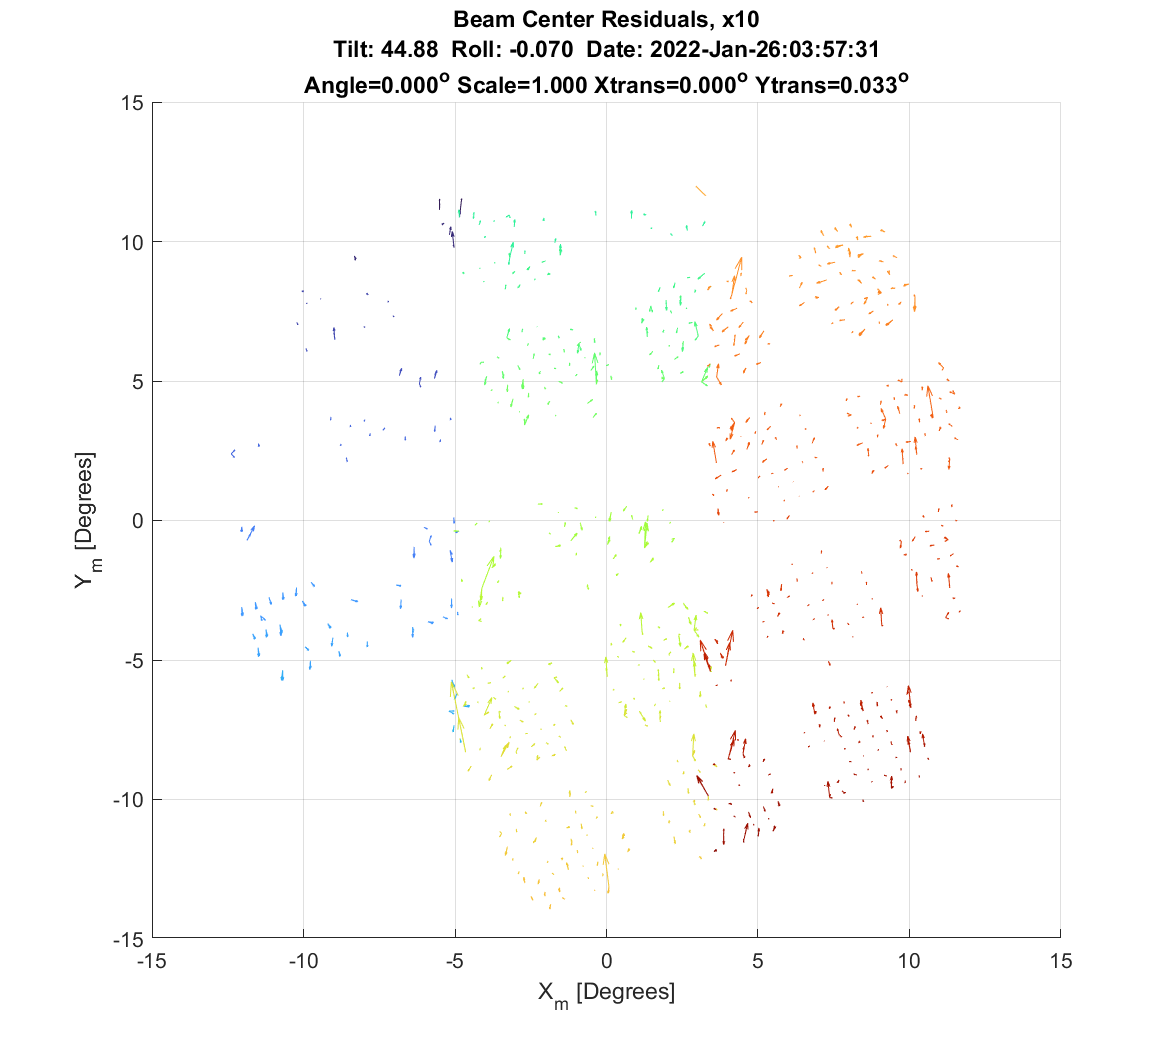 Beam Center Residuals, x10
Tilt: 44.88  Roll: -0.070  Date: 2022-Jan-26:03:57:31
Angle=0.000° Scale=1.000 Xtrans=0.000° Ytrans=0.033°
15
10
5
0
-5
-10
-15
Y_m [Degrees]
-15 -10 -5 0 5 10 15
X_m [Degrees]